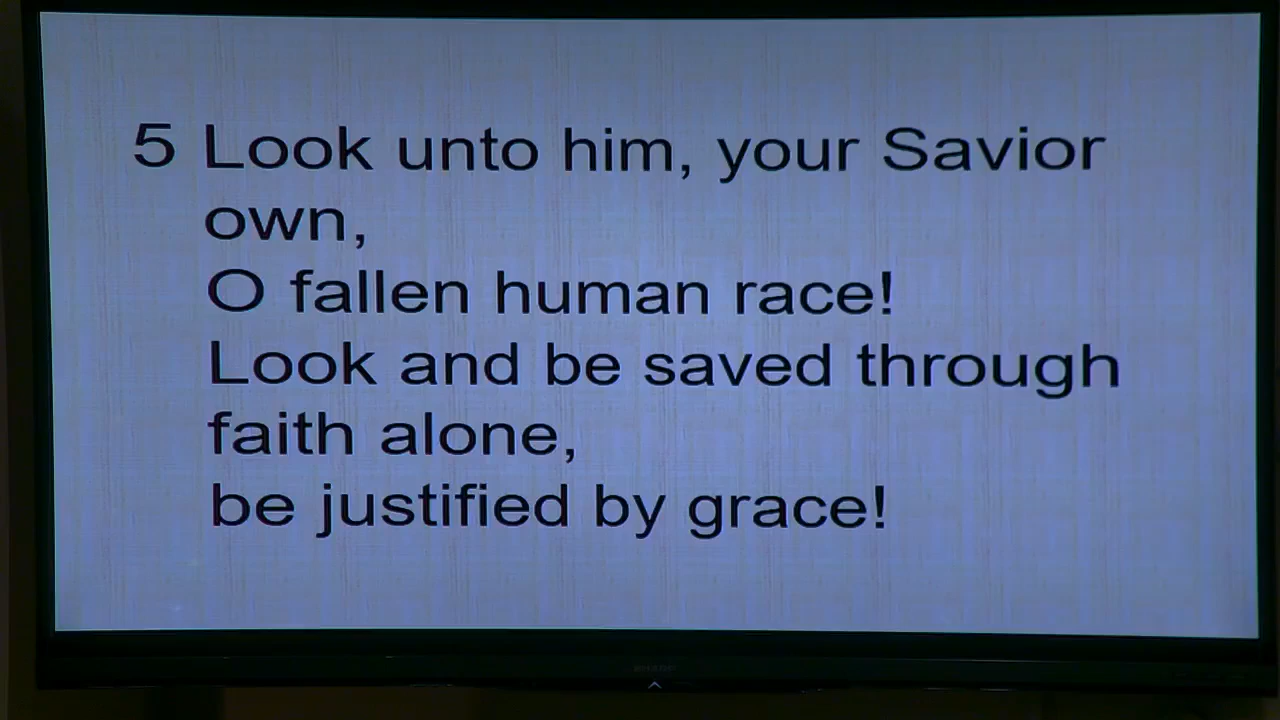 5 Look unto him, your Savior
own,
O fallen human race!
Look and be saved through
faith alone,
be justified by grace!
SHARP